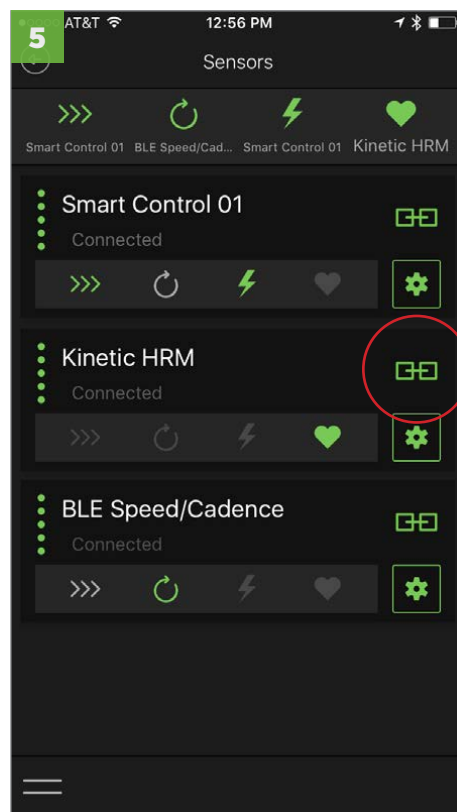 5
AT&T 12:56 PM
Sensors
Smart Control 01 BLE Speed/Cad... Smart Control 01 Kinetic HRM
Smart Control 01
Connected
Kinetic HRM
Connected
BLE Speed/Cadence
Connected